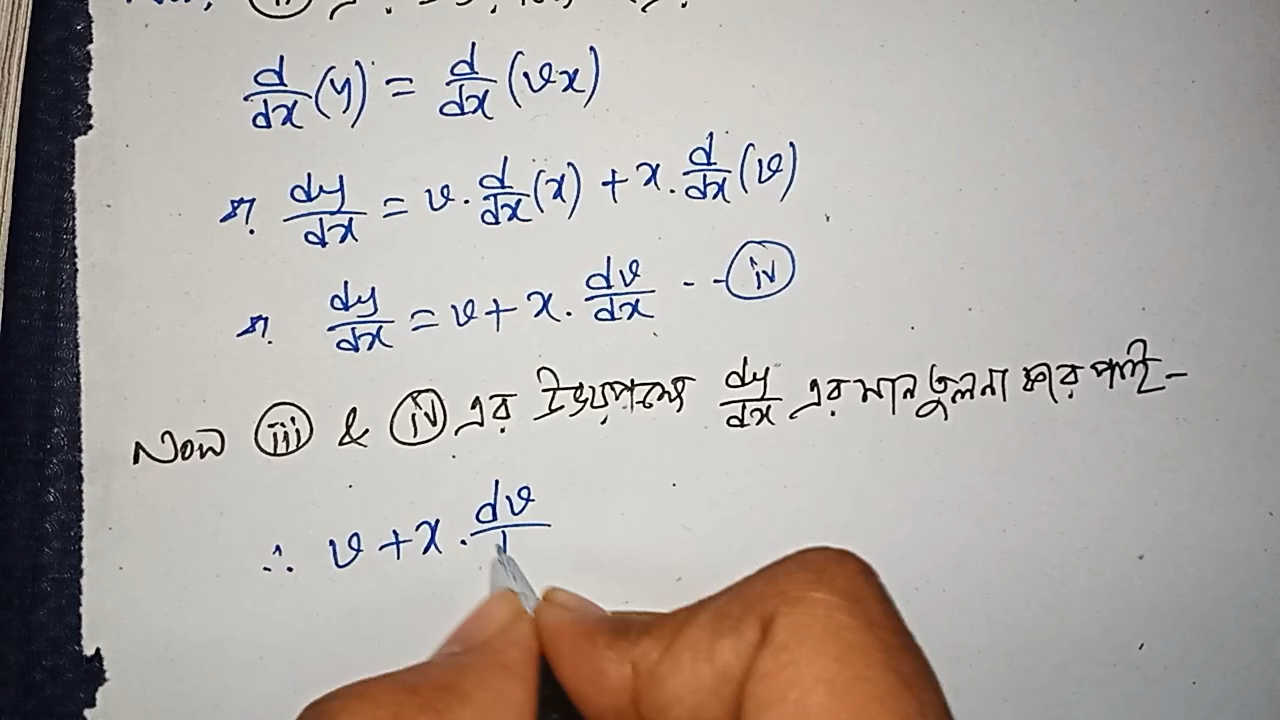 d/dx (y) = d/dx (vx)
বা, dy/dx = v. d/dx (x) + x. d/dx (v)
বা, dy/dx = v + x. dv/dx - - (iv)
Now (iii) & (iv) এর উভয়পক্ষে dy/dx এর মান তুলনা করে পাই-
∴ v + x. dv